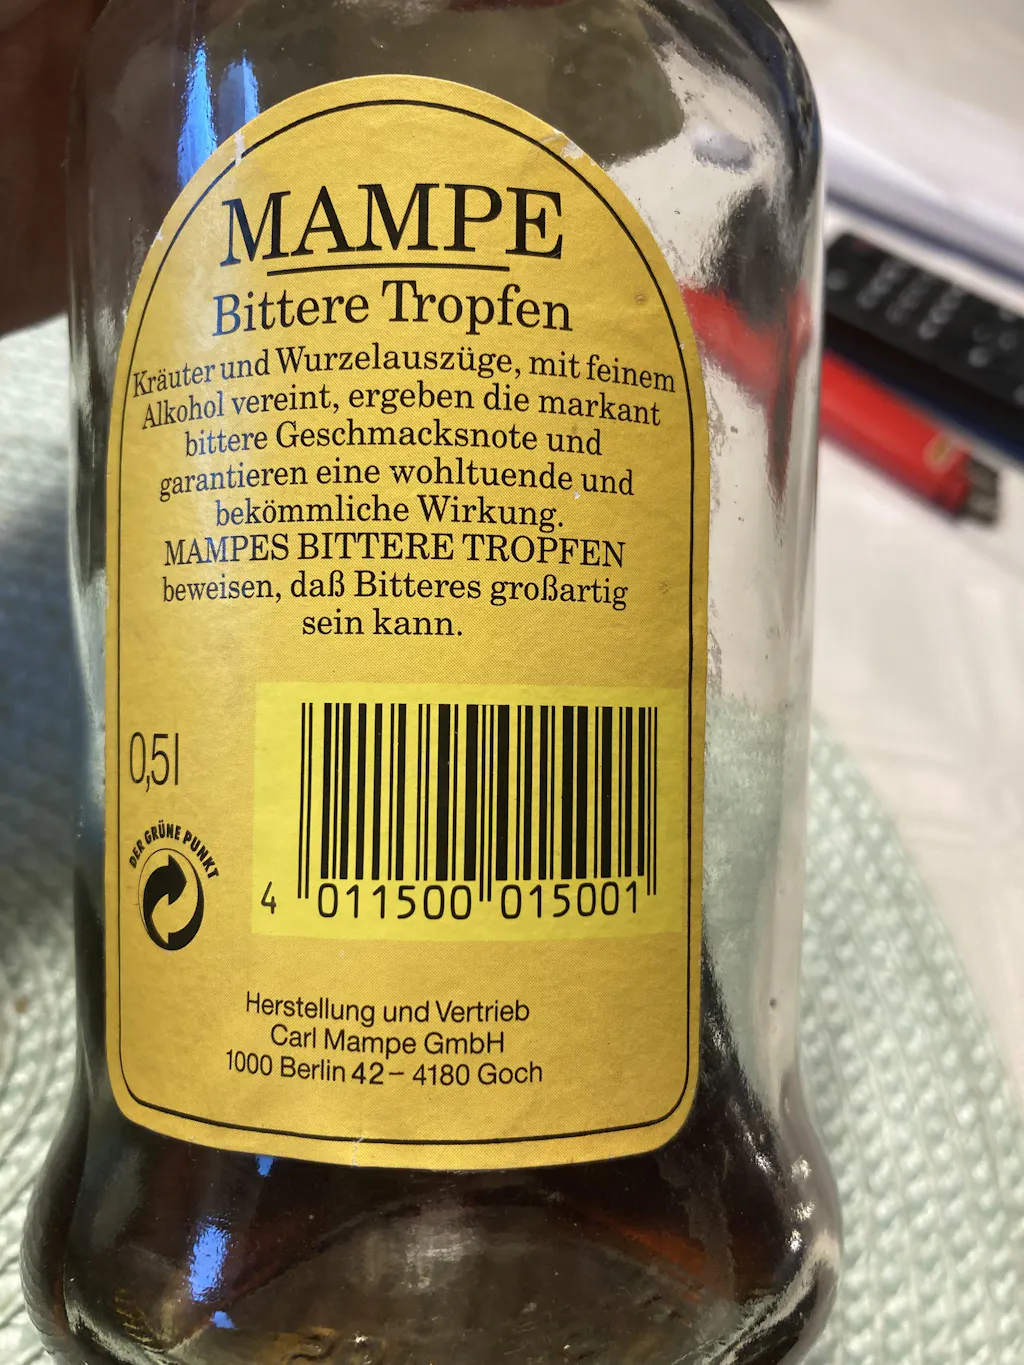 MAMPE
Bittere Tropfen
Kräuter und Wurzelauszüge, mit feinem
Alkohol vereint, ergeben die markant
bittere Geschmacksnote und
garantieren eine wohltuende und
bekömmliche Wirkung.
MAMPES BITTERE TROPFEN
beweisen, daß Bitteres großartig
sein kann.
0,5l
DER GRÜNE PUNKT
4 011500 015001
Herstellung und Vertrieb
Carl Mampe GmbH
1000 Berlin 42 – 4180 Goch